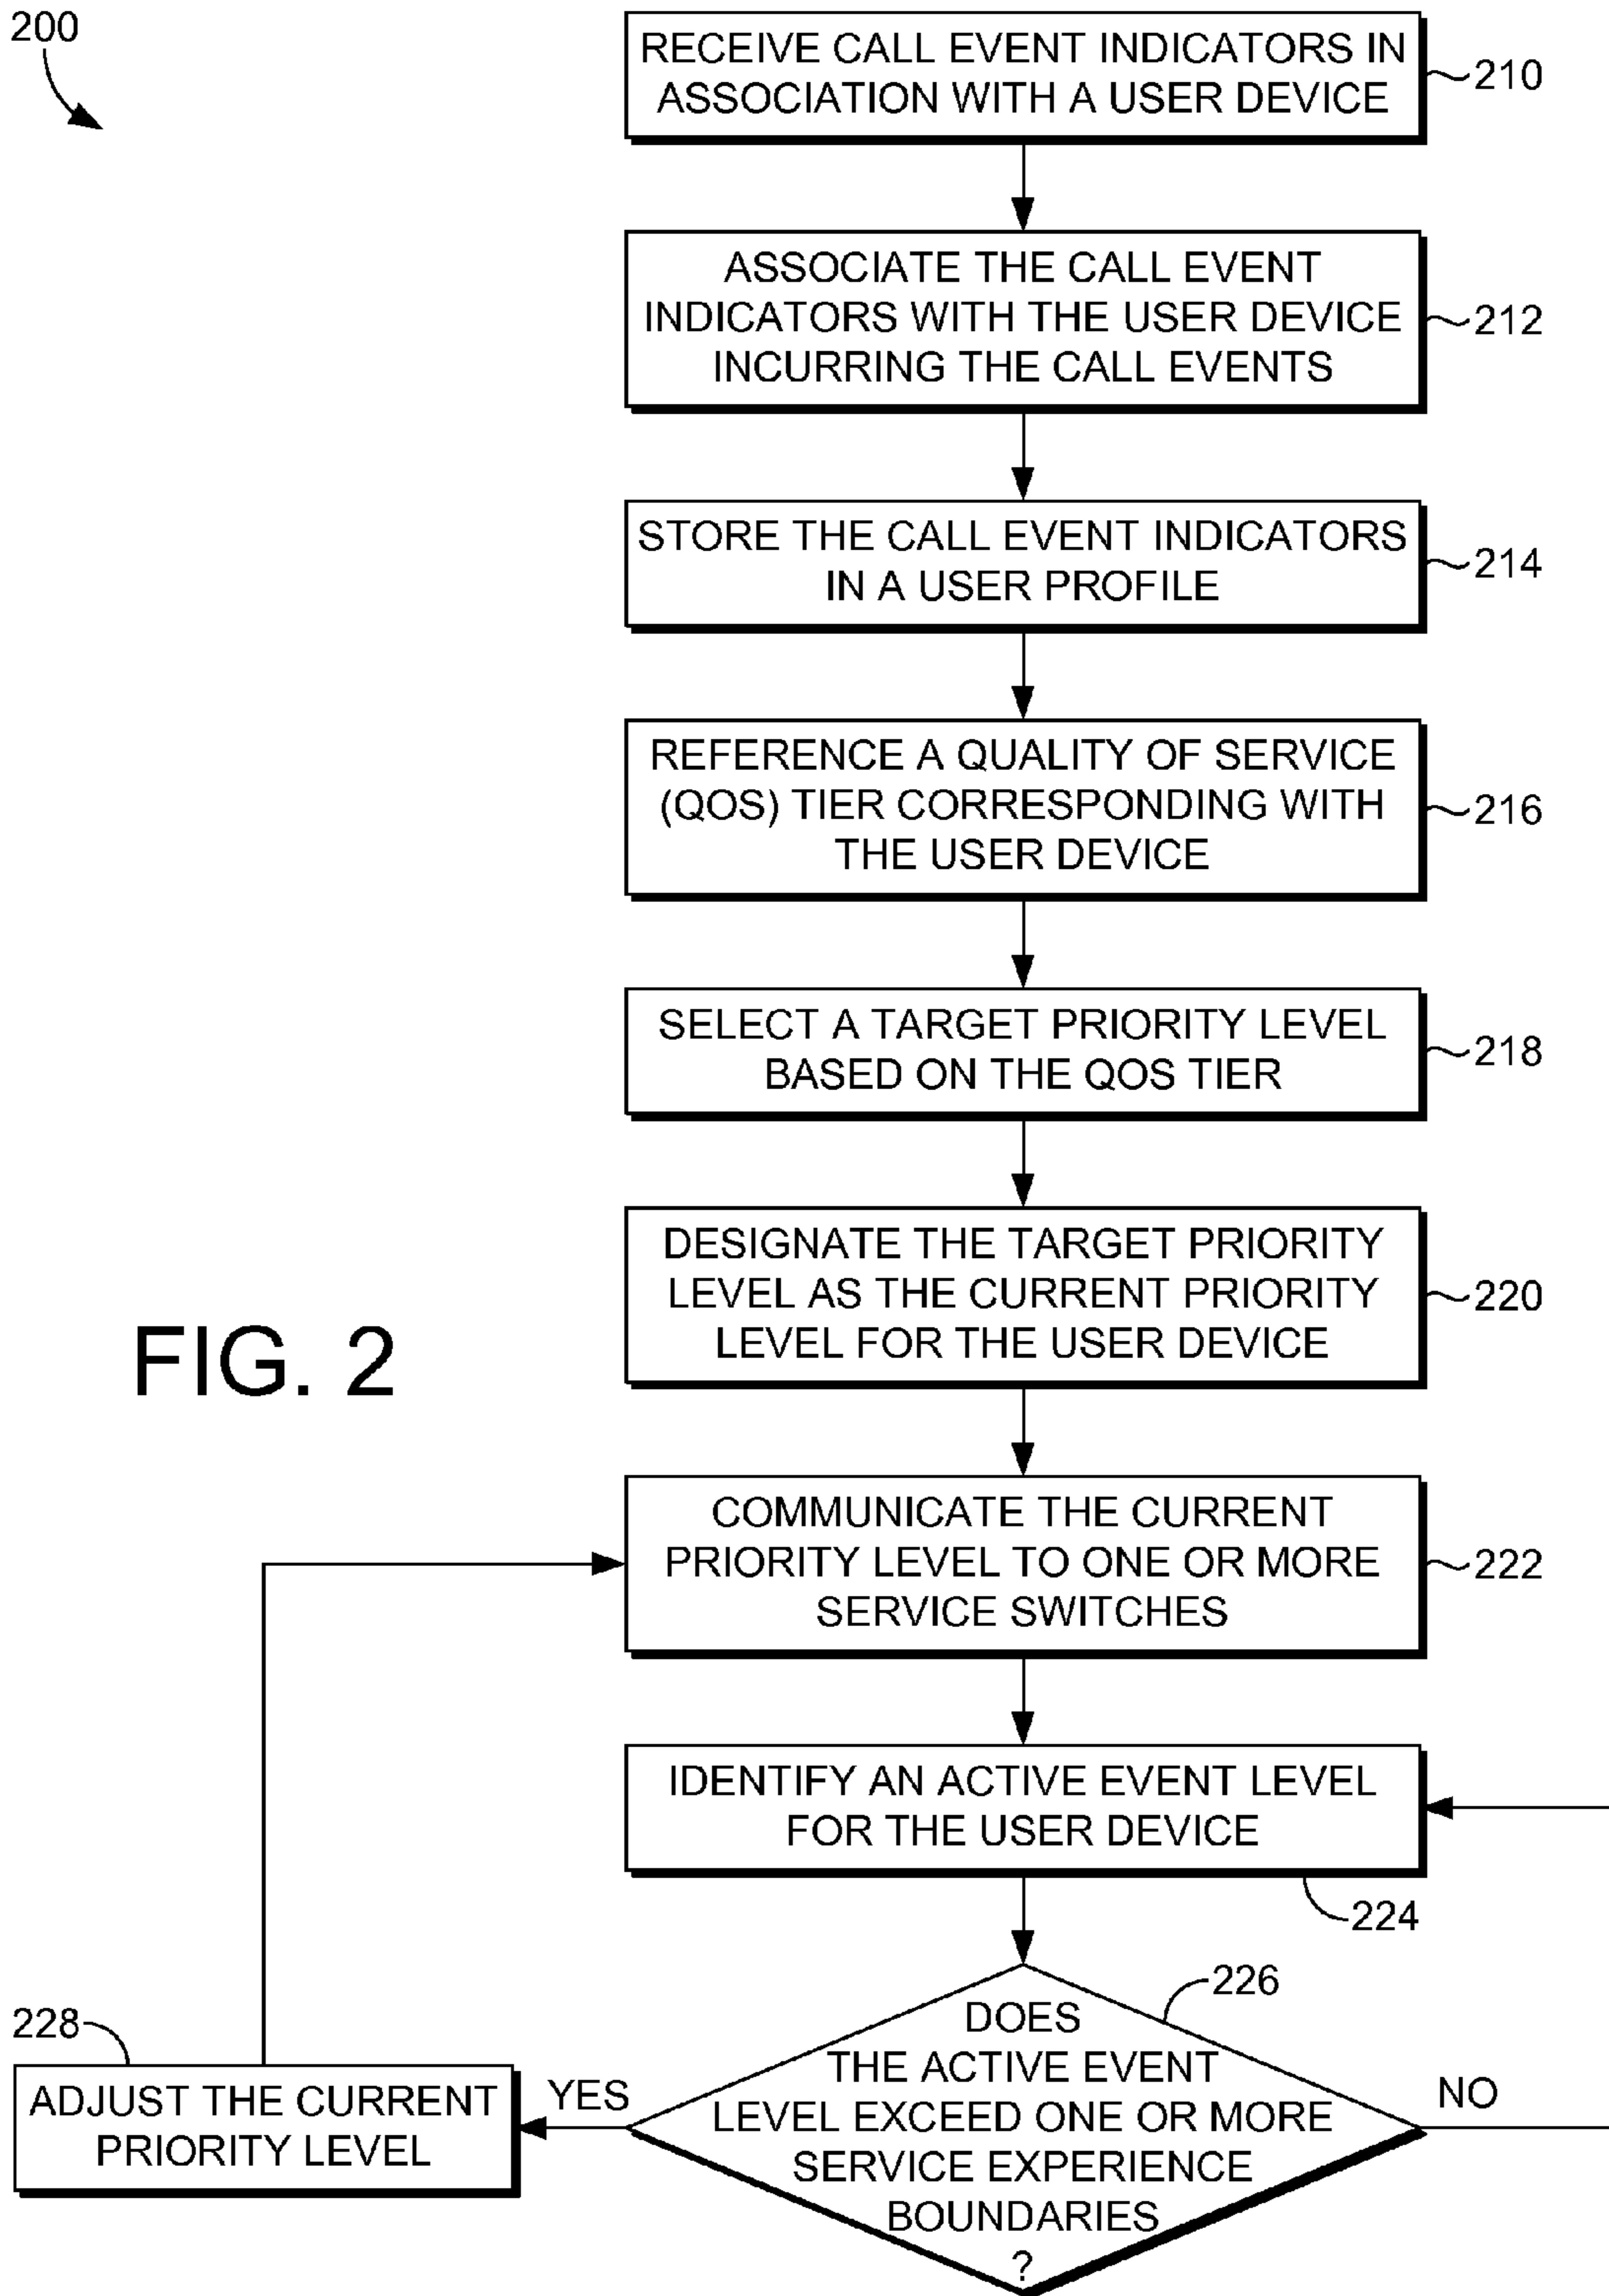 200
RECEIVE CALL EVENT INDICATORS IN
ASSOCIATION WITH A USER DEVICE
210
ASSOCIATE THE CALL EVENT
INDICATORS WITH THE USER DEVICE
INCURRING THE CALL EVENTS
212
STORE THE CALL EVENT INDICATORS
IN A USER PROFILE
214
REFERENCE A QUALITY OF SERVICE
(QOS) TIER CORRESPONDING WITH
THE USER DEVICE
216
SELECT A TARGET PRIORITY LEVEL
BASED ON THE QOS TIER
218
DESIGNATE THE TARGET PRIORITY
LEVEL AS THE CURRENT PRIORITY
LEVEL FOR THE USER DEVICE
220
FIG. 2
COMMUNICATE THE CURRENT
PRIORITY LEVEL TO ONE OR MORE
SERVICE SWITCHES
222
IDENTIFY AN ACTIVE EVENT LEVEL
FOR THE USER DEVICE
224
226
DOES
THE ACTIVE EVENT
LEVEL EXCEED ONE OR MORE
SERVICE EXPERIENCE
BOUNDARIES
?
YES
NO
228
ADJUST THE CURRENT
PRIORITY LEVEL